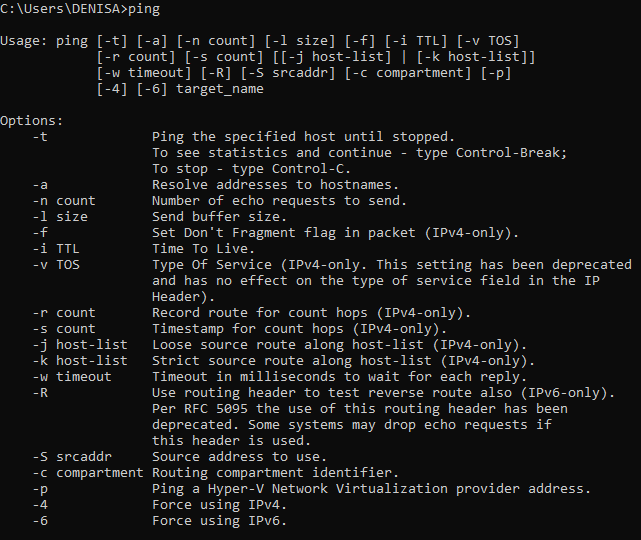 C:\Users\DENISA>ping
Usage: ping [-t] [-a] [-n count] [-l size] [-f] [-i TTL] [-v TOS]
[-r count] [-s count] [[-j host-list] | [-k host-list]]
[-w timeout] [-R] [-S srcaddr] [-c compartment] [-p]
[-4] [-6] target_name
Options:
-t Ping the specified host until stopped.
To see statistics and continue - type Control-Break;
To stop - type Control-C.
-a Resolve addresses to hostnames.
-n count Number of echo requests to send.
-l size Send buffer size.
-f Set Don't Fragment flag in packet (IPv4-only).
-i TTL Time To Live.
-v TOS Type Of Service (IPv4-only. This setting has been deprecated
and has no effect on the type of service field in the IP
Header).
-r count Record route for count hops (IPv4-only).
-s count Timestamp for count hops (IPv4-only).
-j host-list Loose source route along host-list (IPv4-only).
-k host-list Strict source route along host-list (IPv4-only).
-w timeout Timeout in milliseconds to wait for each reply.
-R Use routing header to test reverse route also (IPv6-only).
Per RFC 5095 the use of this routing header has been
deprecated. Some systems may drop echo requests if
this header is used.
-S srcaddr Source address to use.
-c compartment Routing compartment identifier.
-p Ping a Hyper-V Network Virtualization provider address.
-4 Force using IPv4.
-6 Force using IPv6.